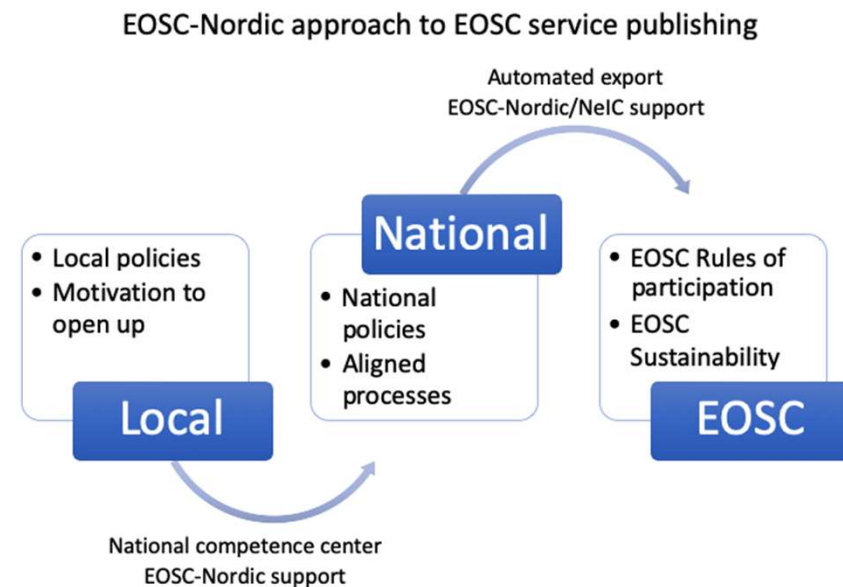 EOSC-Nordic approach to EOSC service publishing
Automated export
EOSC-Nordic/NeIC support
• Local policies
• Motivation to
open up
Local
National
• National
policies
• Aligned
processes
• EOSC Rules of
participation
• EOSC
Sustainability
EOSC
National competence center
EOSC-Nordic support